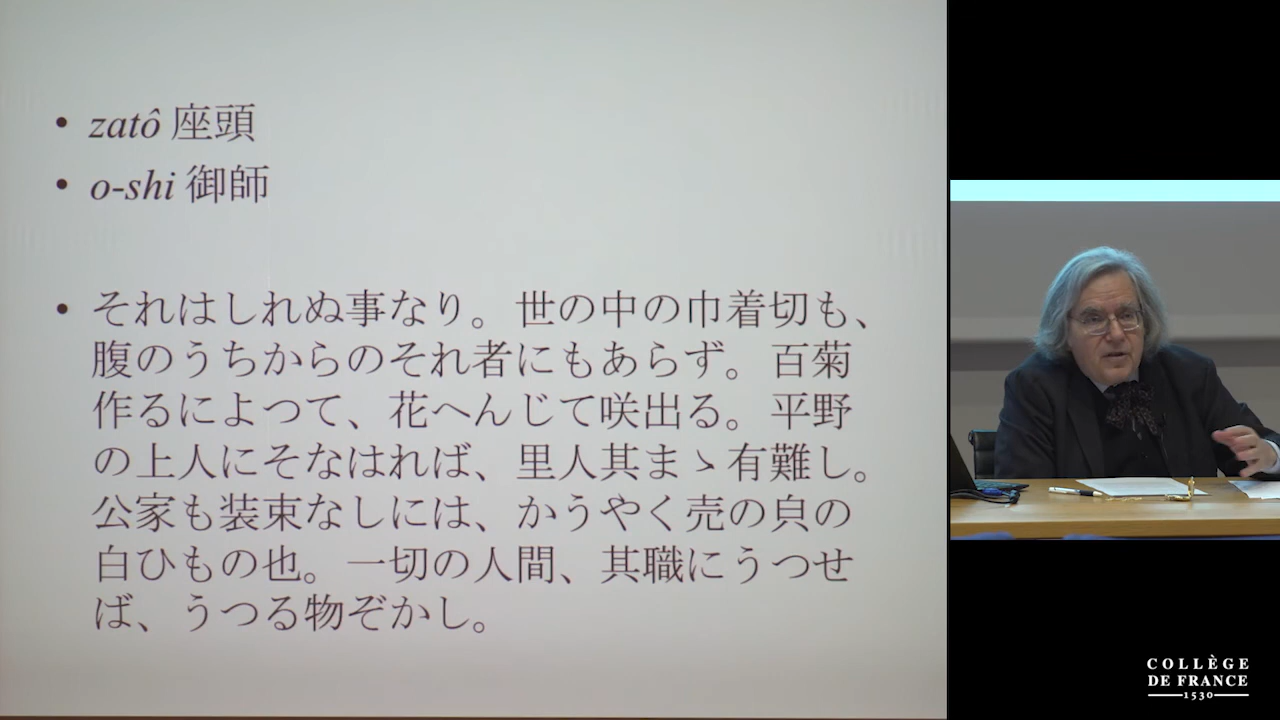 • zatô 座頭
• o-shi 御師
• それはしれぬ事なり。世の中の巾着切も、
腹のうちからのそれ者にもあらず。百菊
作るによつて、花へんじて咲出る。平野
の上人にそなはれば、里人其まゝ有難し。
公家も装束なしには、かうやく売の㒵の
白ひもの也。一切の人間、其職にうつせ
ば、うつる物ぞかし。
COLLÈGE
DE FRANCE
1530